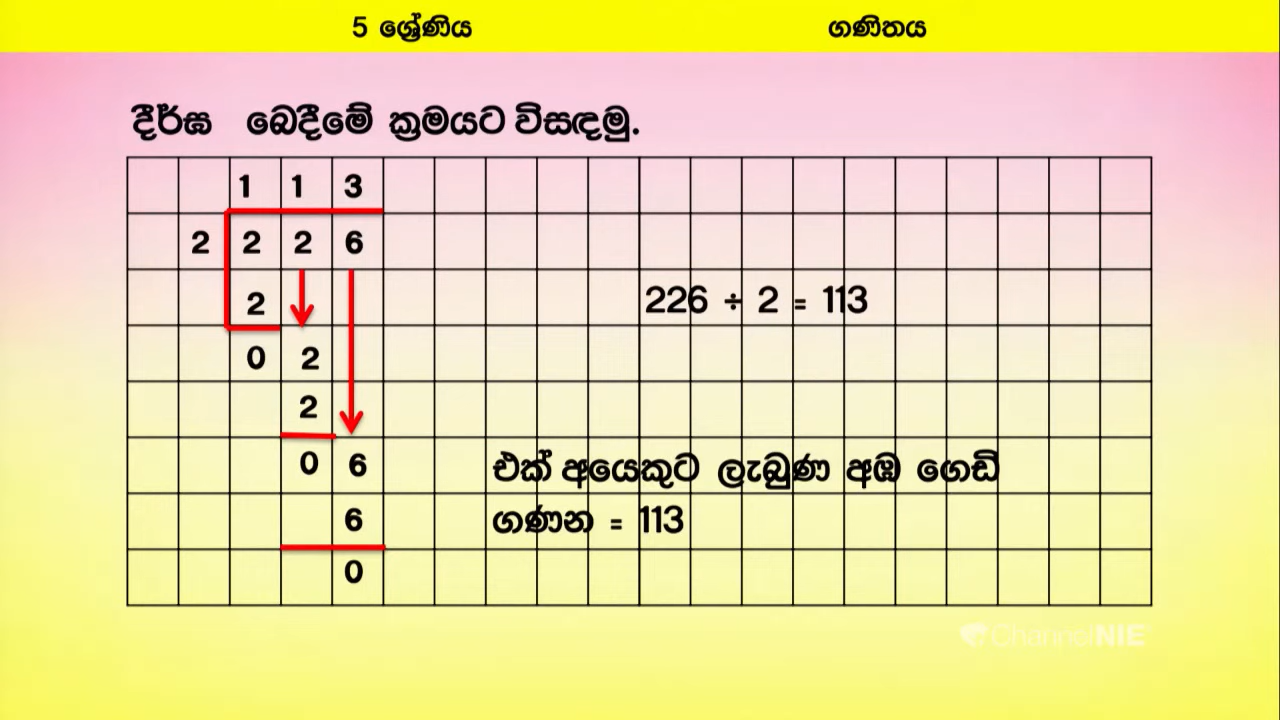 5 ශ්‍රේණිය ගණිතය
දීර්ඝ බෙදීමේ ක්‍රමයට විසඳමු.
1 1 3
2 2 2 6
2
226 ÷ 2 = 113
0 2
2
0 6
එක් අයෙකුට ලැබුණ අඹ ගෙඩි
6
ගණන = 113
0
ChannelNIE